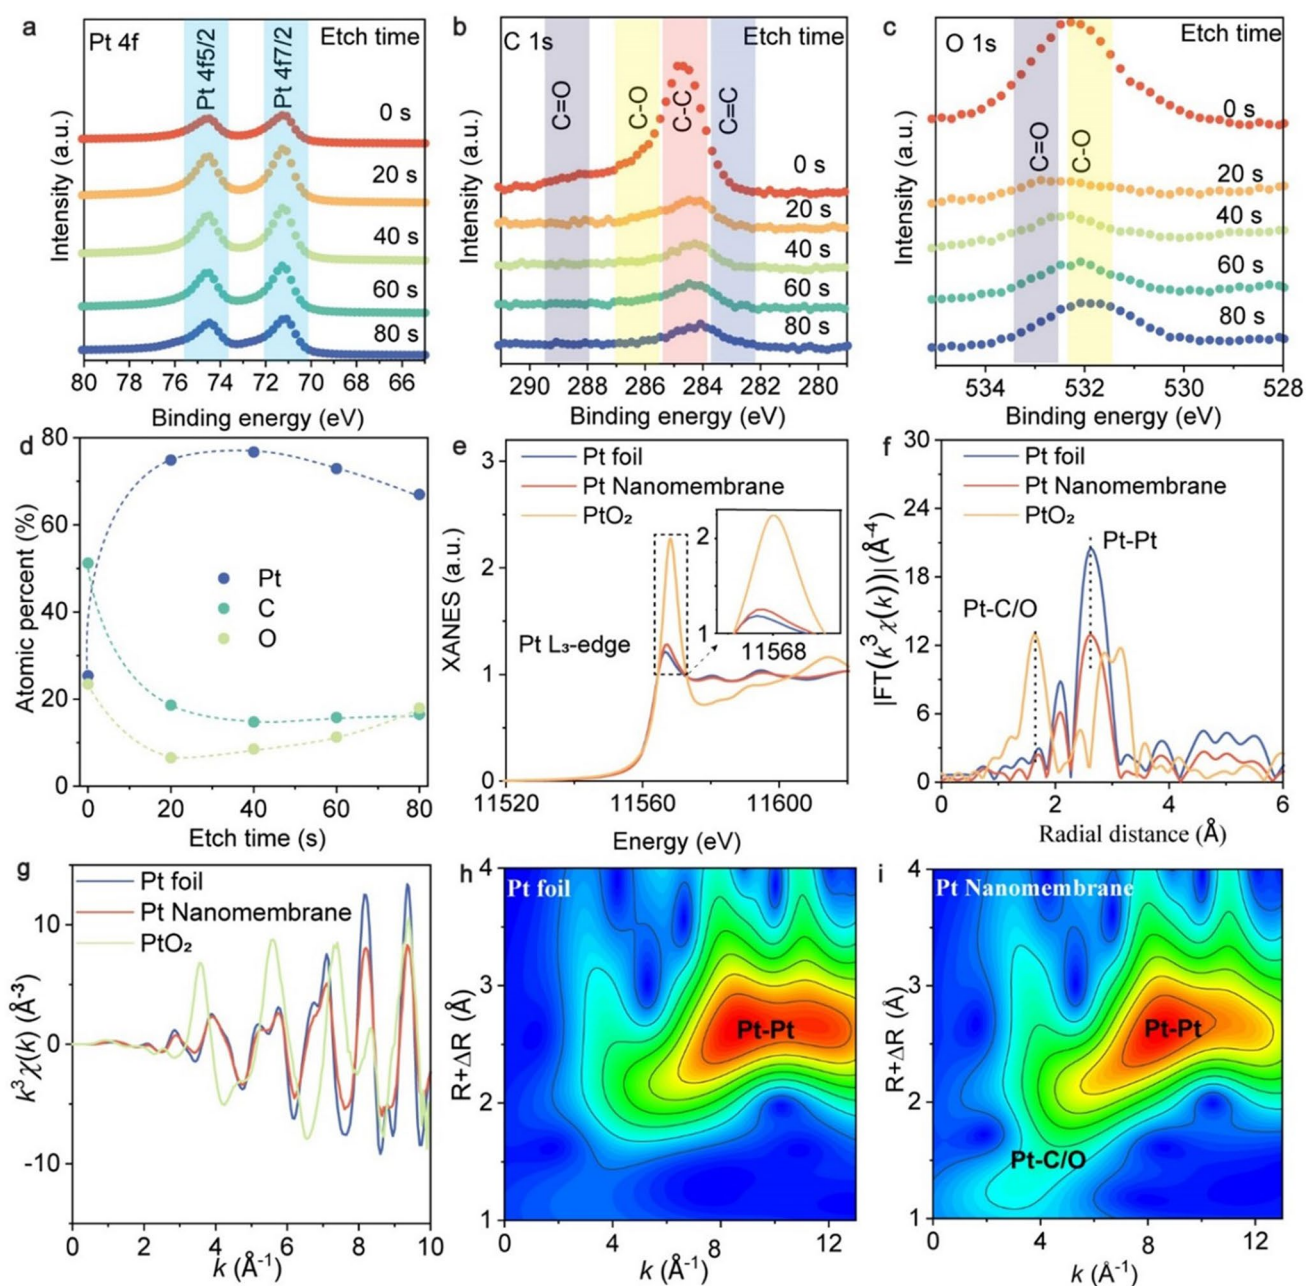 a
Pt 4f
Pt 4f5/2
Pt 4f7/2
Etch time
0 s
20 s
40 s
60 s
80 s
Intensity (a.u.)
80 78 76 74 72 70 68 66
Binding energy (eV)
b
C 1s
Etch time
C=O
C-O
C-C
C=C
0 s
20 s
40 s
60 s
80 s
Intensity (a.u.)
290 288 286 284 282 280
Binding energy (eV)
c
O 1s
Etch time
C=O
C-O
0 s
20 s
40 s
60 s
80 s
Intensity (a.u.)
534 532 530 528
Binding energy (eV)
d
80
60
40
20
0
Atomic percent (%)
Pt
C
O
0 20 40 60 80
Etch time (s)
e
3
2
1
0
XANES (a.u.)
Pt foil
Pt Nanomembrane
PtO₂
2
1
11568
Pt L₃-edge
11520 11560 11600
Energy (eV)
f
30
24
18
12
6
0
|FT(k³χ(k))|(Å⁻⁴)
Pt foil
Pt Nanomembrane
PtO₂
Pt-Pt
Pt-C/O
0 2 4 6
Radial distance (Å)
g
10
0
-10
k³χ(k) (Å⁻³)
Pt foil
Pt Nanomembrane
PtO₂
0 2 4 6 8 10
k (Å⁻¹)
h
Pt foil
4
3
2
1
R+ΔR (Å)
Pt-Pt
0 4 8 12
k (Å⁻¹)
i
Pt Nanomembrane
4
3
2
1
R+ΔR (Å)
Pt-Pt
Pt-C/O
0 4 8 12
k (Å⁻¹)